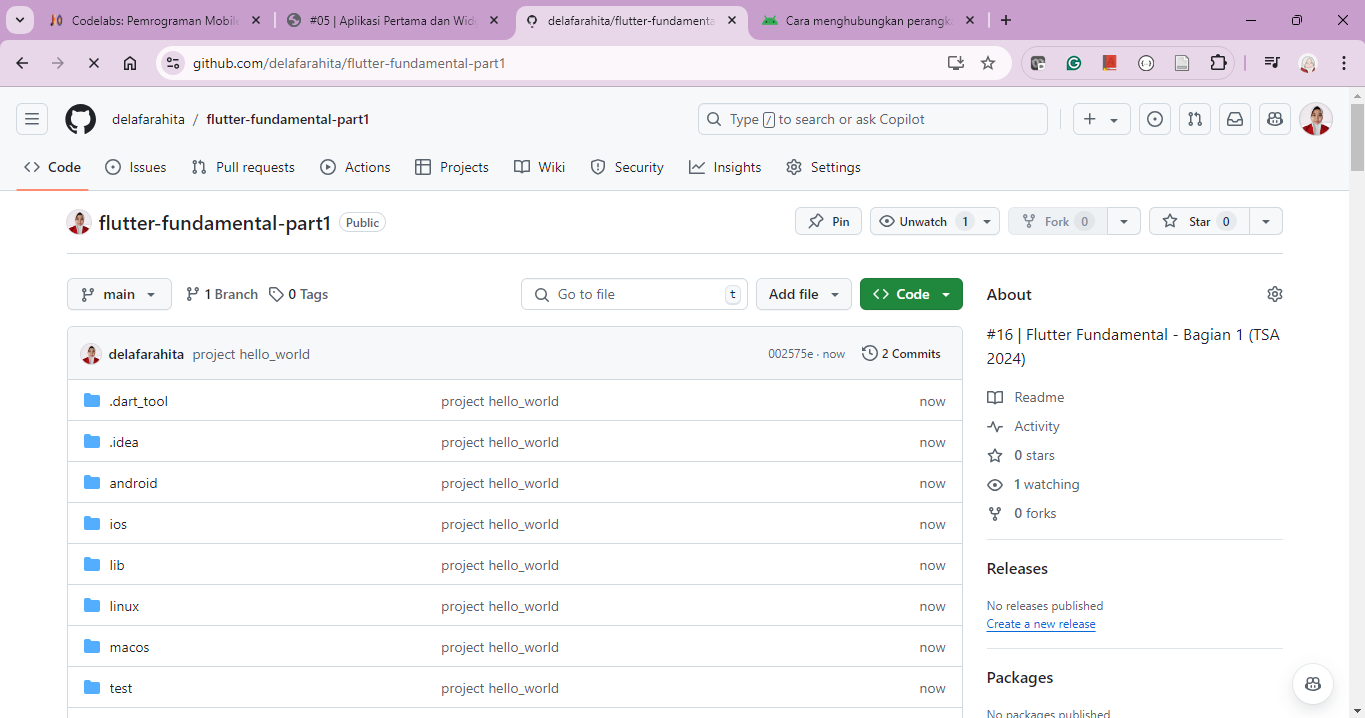 Codelabs: Pemrograman Mobile
#05 | Aplikasi Pertama dan Widg
delafarahita/flutter-fundamenta
Cara menghubungkan perangka
github.com/delafarahita/flutter-fundamental-part1
delafarahita / flutter-fundamental-part1
Type / to search or ask Copilot
Code
Issues
Pull requests
Actions
Projects
Wiki
Security
Insights
Settings
flutter-fundamental-part1 Public
Pin
Unwatch 1
Fork 0
Star 0
main
1 Branch
0 Tags
Go to file t
Add file
<> Code
delafarahita project hello_world 002575e · now 2 Commits
.dart_tool project hello_world now
.idea project hello_world now
android project hello_world now
ios project hello_world now
lib project hello_world now
linux project hello_world now
macos project hello_world now
test project hello_world now
About
#16 | Flutter Fundamental - Bagian 1 (TSA
2024)
Readme
Activity
0 stars
1 watching
0 forks
Releases
No releases published
Create a new release
Packages
No packages published